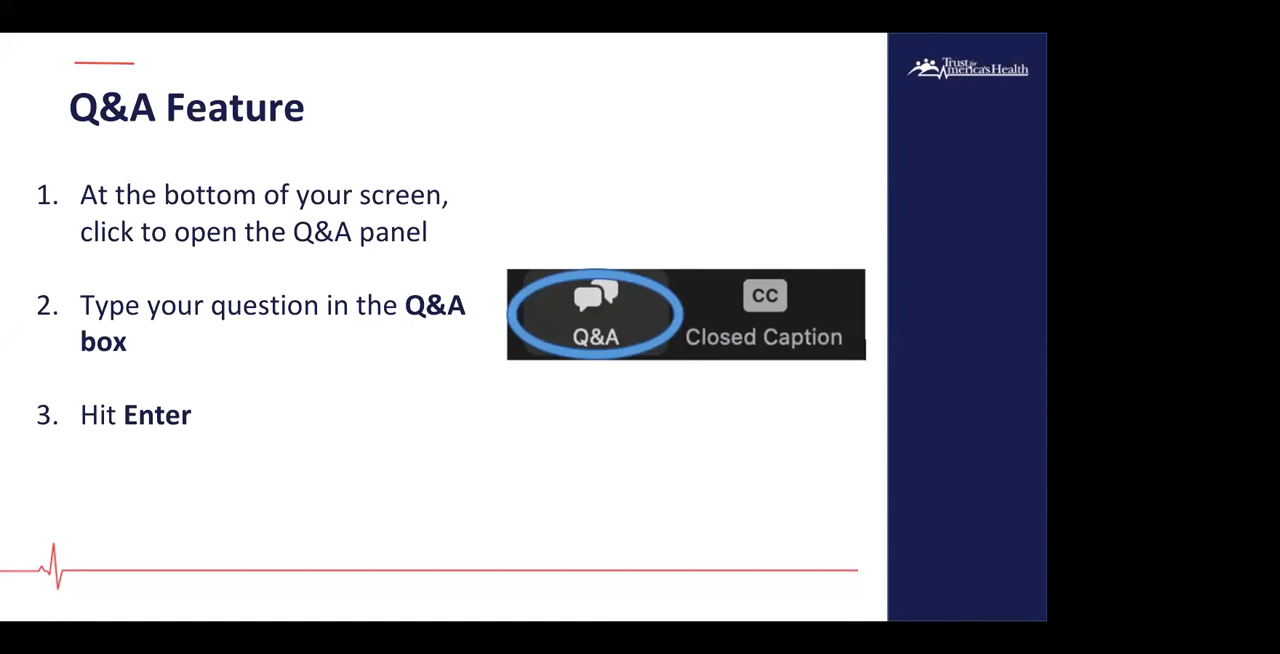 Trust for
America's Health
Q&A Feature
1. At the bottom of your screen,
click to open the Q&A panel
2. Type your question in the Q&A
box
3. Hit Enter
CC
Q&A
Closed Caption